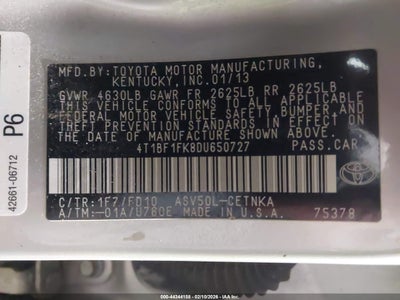 MFD.BY:TOYOTA MOTOR MANUFACTURING,
KENTUCKY,INC.01/13
GVWR 4630LB GAWR FR 2625LB RR 2625LB
THIS VEHICLE CONFORMS TO ALL APPLICABLE
FEDERAL MOTOR VEHICLE SAFETY, BUMPER AND
THEFT PREVENTION STANDARDS IN EFFECT ON
THE DATE OF MANUFACTURE SHOWN ABOVE.
4T1BF1FK8DU650727 PASS.CAR
C/TR:1F7/FD10 ASV50L-CETNKA
A/TM:-01A/U760E MADE IN U.S.A. 75378
TOYOTA
P6
42661-06712
000-44344158 - 02/10/2026 - IAAI.COM